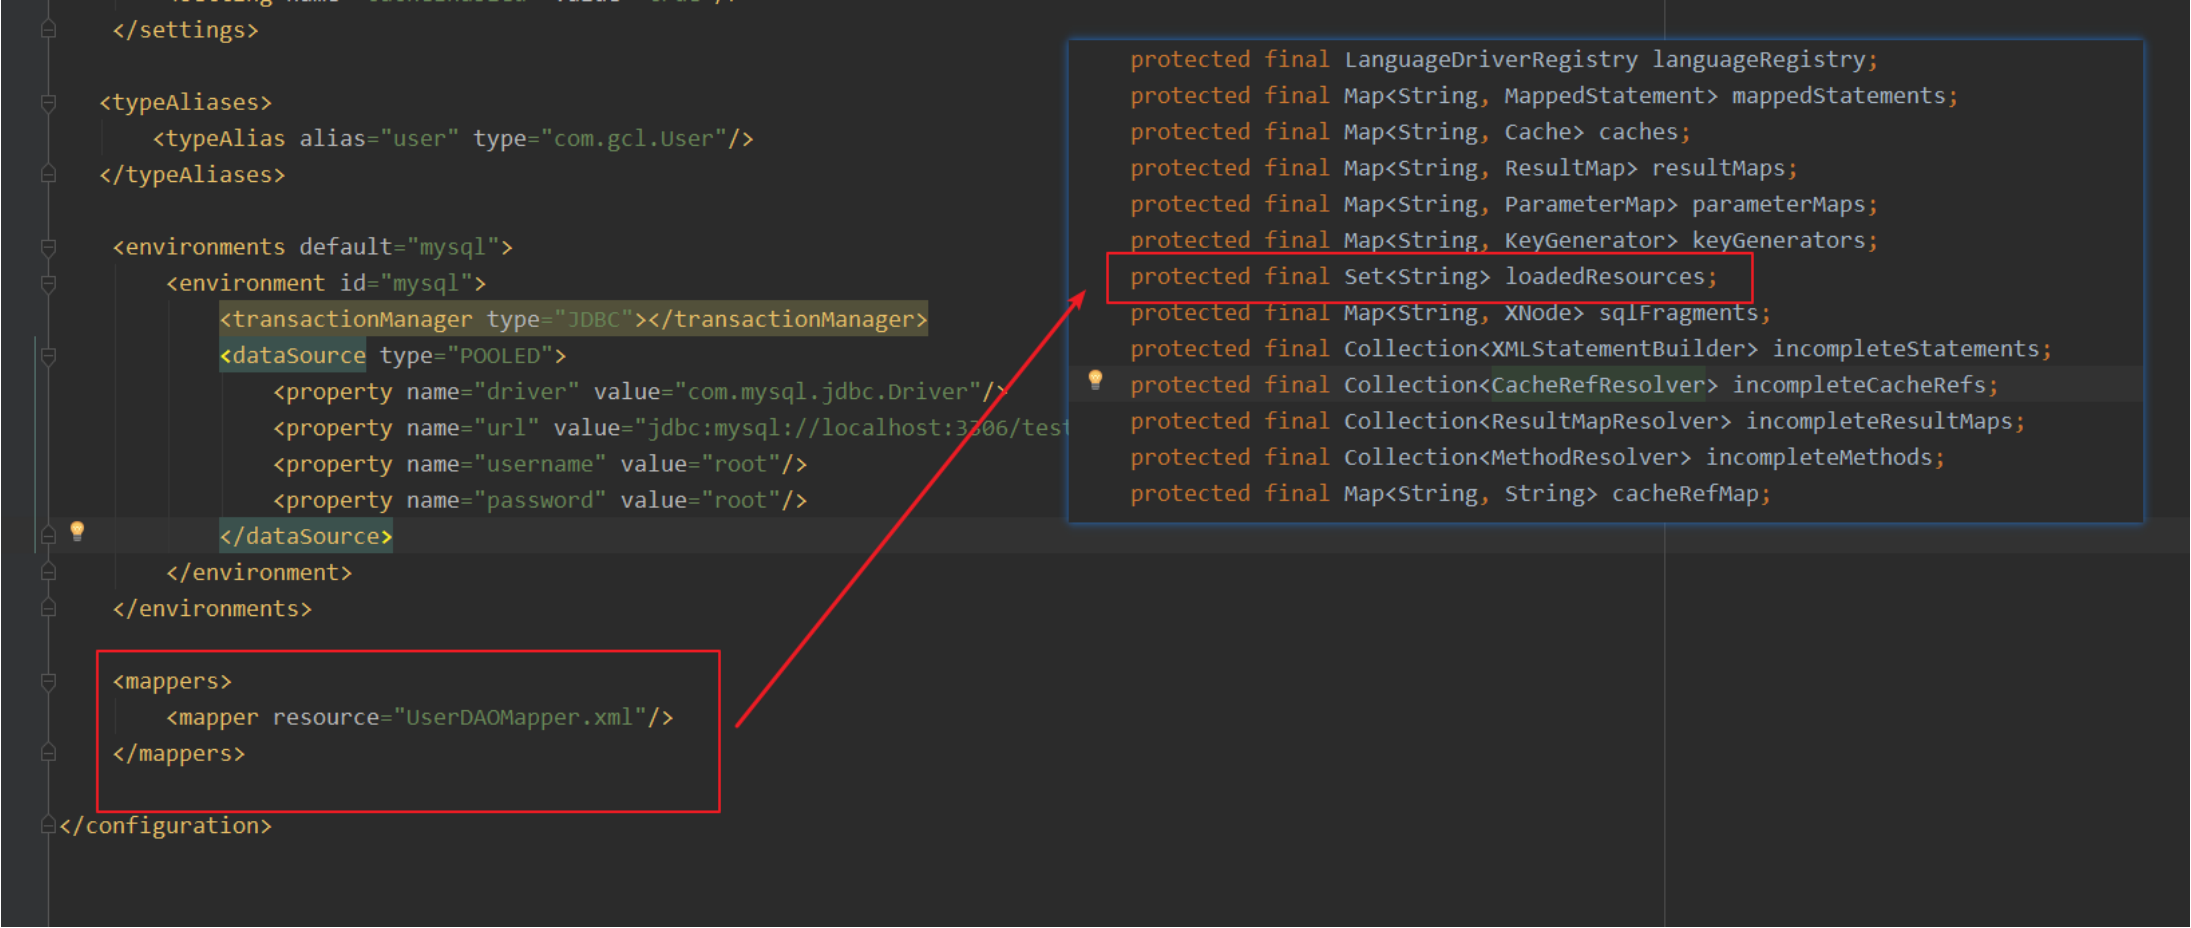 </settings>
<typeAliases>
<typeAlias alias="user" type="com.gcl.User"/>
</typeAliases>
<environments default="mysql">
<environment id="mysql">
<transactionManager type="JDBC"></transactionManager>
<dataSource type="POOLED">
<property name="driver" value="com.mysql.jdbc.Driver"/>
<property name="url" value="jdbc:mysql://localhost:3306/test
<property name="username" value="root"/>
<property name="password" value="root"/>
</dataSource>
</environment>
</environments>
<mappers>
<mapper resource="UserDAOMapper.xml"/>
</mappers>
</configuration>
protected final LanguageDriverRegistry languageRegistry;
protected final Map<String, MappedStatement> mappedStatements;
protected final Map<String, Cache> caches;
protected final Map<String, ResultMap> resultMaps;
protected final Map<String, ParameterMap> parameterMaps;
protected final Map<String, KeyGenerator> keyGenerators;
protected final Set<String> loadedResources;
protected final Map<String, XNode> sqlFragments;
protected final Collection<XMLStatementBuilder> incompleteStatements;
protected final Collection<CacheRefResolver> incompleteCacheRefs;
protected final Collection<ResultMapResolver> incompleteResultMaps;
protected final Collection<MethodResolver> incompleteMethods;
protected final Map<String, String> cacheRefMap;